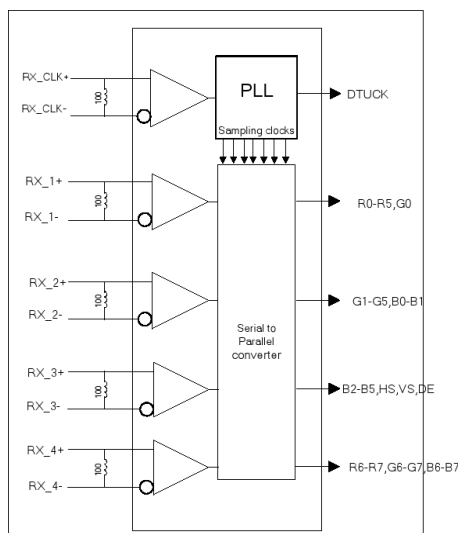 RX_CLK+
100
RX_CLK-
PLL
Sampling clocks
DTUCK
RX_1+
100
RX_1-
R0-R5,G0
RX_2+
100
RX_2-
G1-G5,B0-B1
Serial to
Parallel
converter
RX_3+
100
RX_3-
B2-B5,HS,VS,DE
RX_4+
100
RX_4-
R6-R7,G6-G7,B6-B7